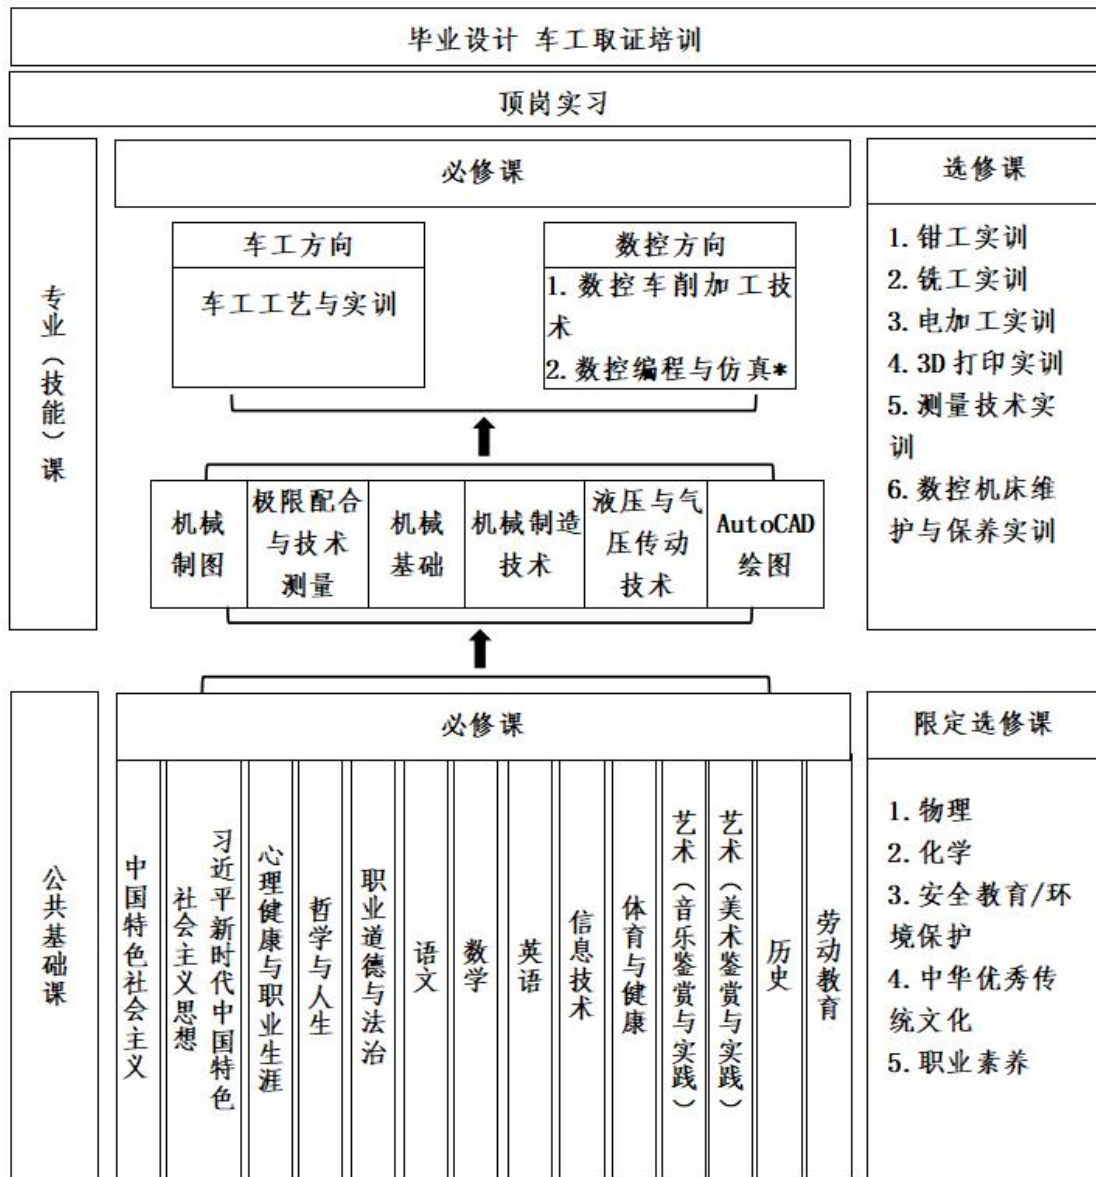 毕业设计 车工取证培训
顶岗实习
专业（技能）课
必修课
车工方向
车工工艺与实训
数控方向
1.数控车削加工技
术
2.数控编程与仿真*
机械
制图
极限配合
与技术
测量
机械
基础
机械制造
技术
液压与气
压传动
技术
AutoCAD
绘图
选修课
1.钳工实训
2.铣工实训
3.电加工实训
4.3D打印实训
5.测量技术实
训
6.数控机床维
护与保养实训
公共基础课
必修课
中国特色社会主义
习近平新时代中国特色
社会主义思想
心理健康与职业生涯
哲学与人生
职业道德与法治
语文
数学
英语
信息技术
体育与健康
艺术（音乐鉴赏与实践）
艺术（美术鉴赏与实践）
历史
劳动教育
限定选修课
1.物理
2.化学
3.安全教育/环
境保护
4.中华优秀传
统文化
5.职业素养